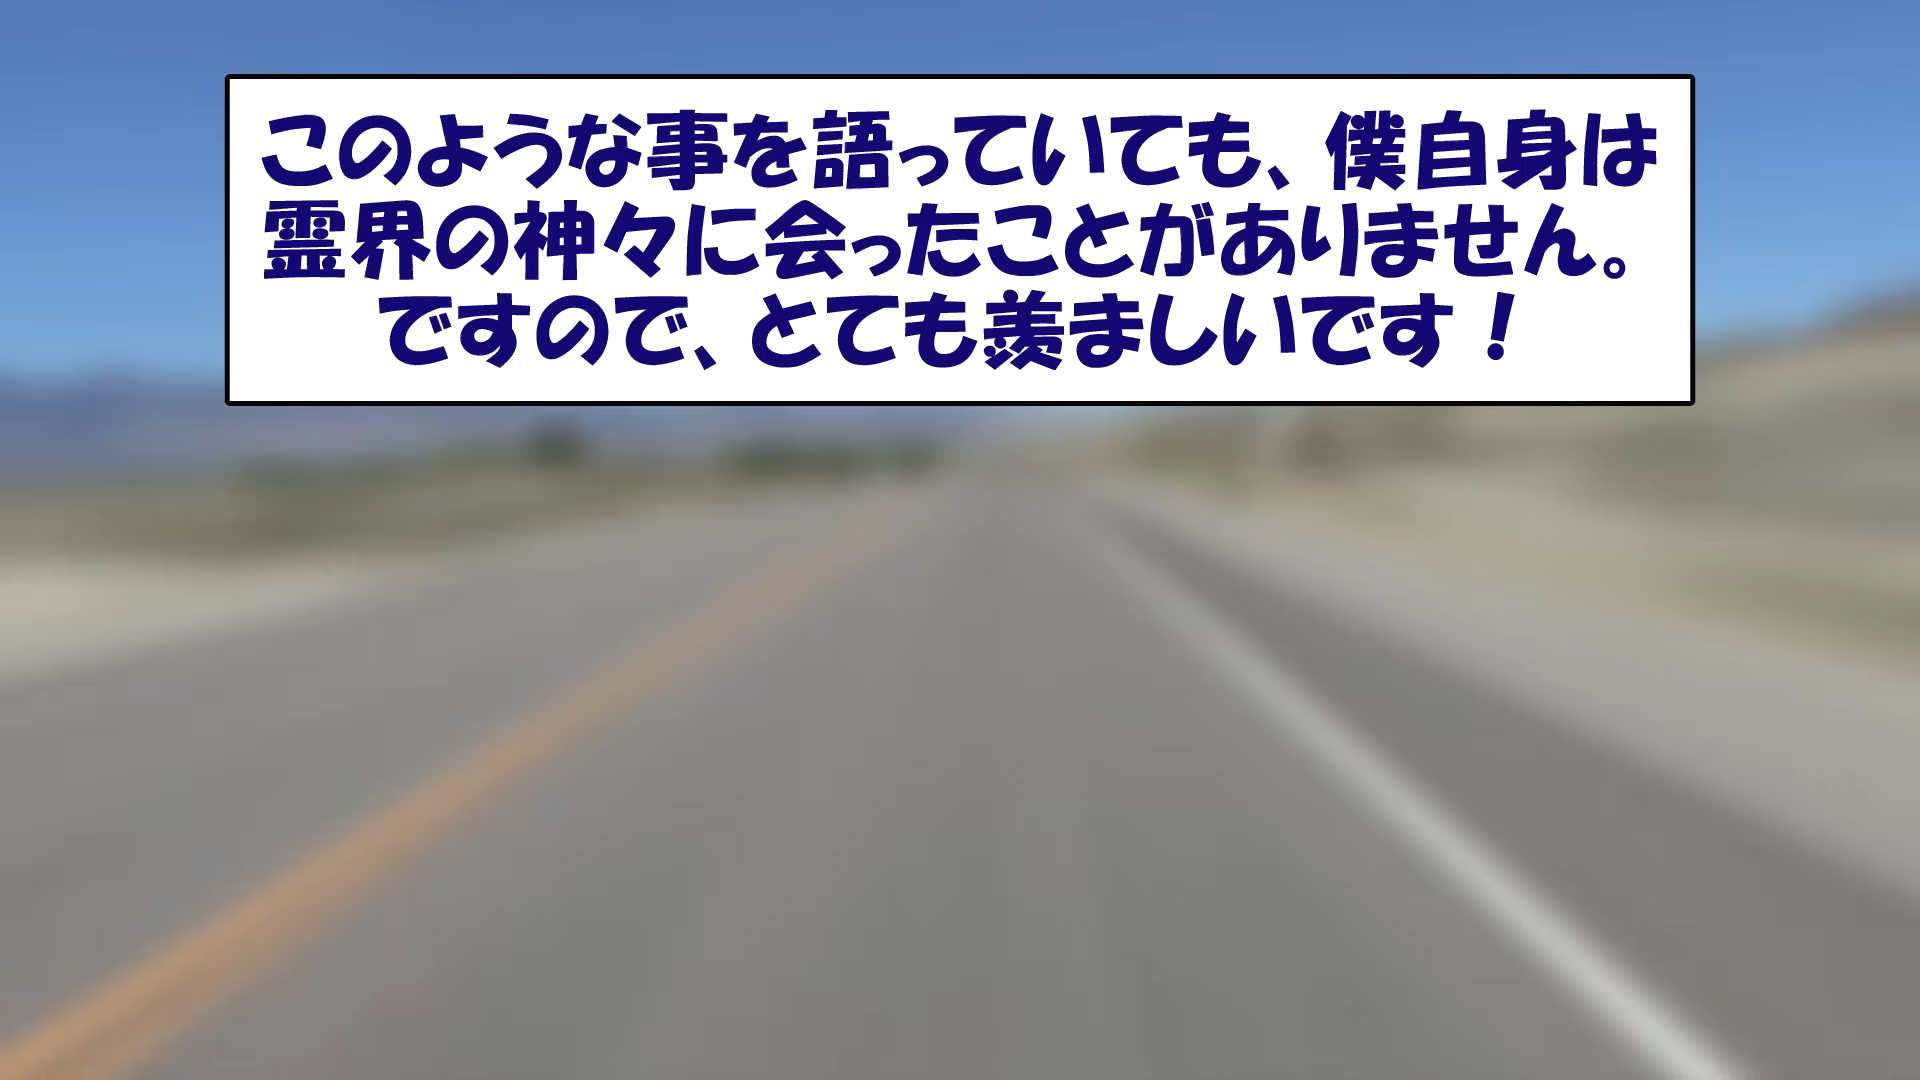 このような事を語っていても、僕自身は
霊界の神々に会ったことがありません。
ですので、とても羨ましいです！